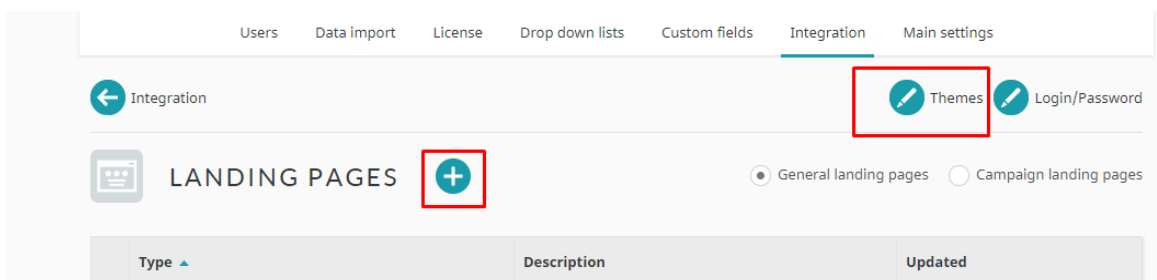 Users Data import License Drop down lists Custom fields Integration Main settings
Integration Themes Login/Password
LANDING PAGES General landing pages Campaign landing pages
Type Description Updated